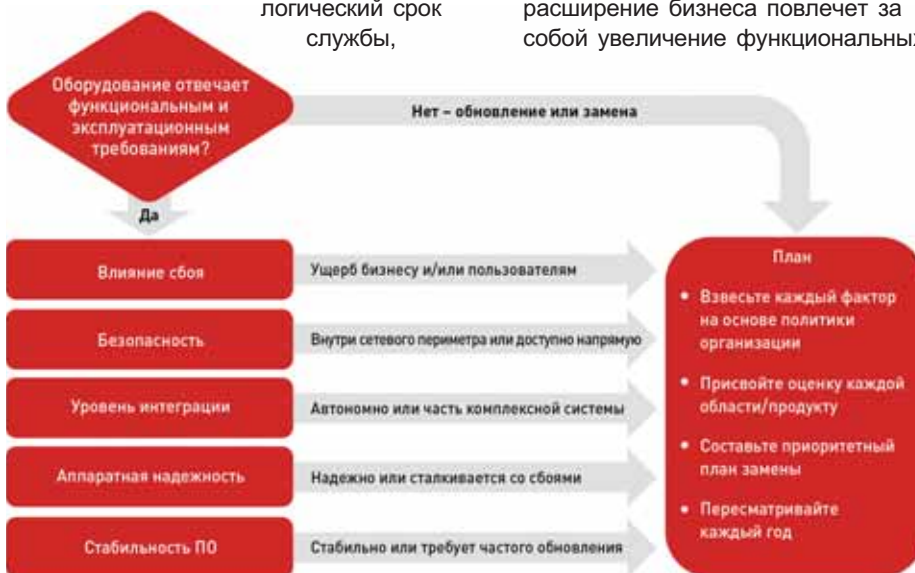 логический срок
службы,
расширение бизнеса повлечет за
собой увеличение функциональных
Оборудование отвечает
функциональным и
эксплуатационным
требованиям?
Нет – обновление или замена
Да
Влияние сбоя
Ущерб бизнесу и/или пользователям
Безопасность
Внутри сетевого периметра или доступно напрямую
Уровень интеграции
Автономно или часть комплексной системы
Аппаратная надежность
Надежно или сталкивается со сбоями
Стабильность ПО
Стабильно или требует частого обновления
План
• Взвесьте каждый фактор
на основе политики
организации
• Присвойте оценку каждой
области/продукту
• Составьте приоритетный
план замены
• Пересматривайте
каждый год